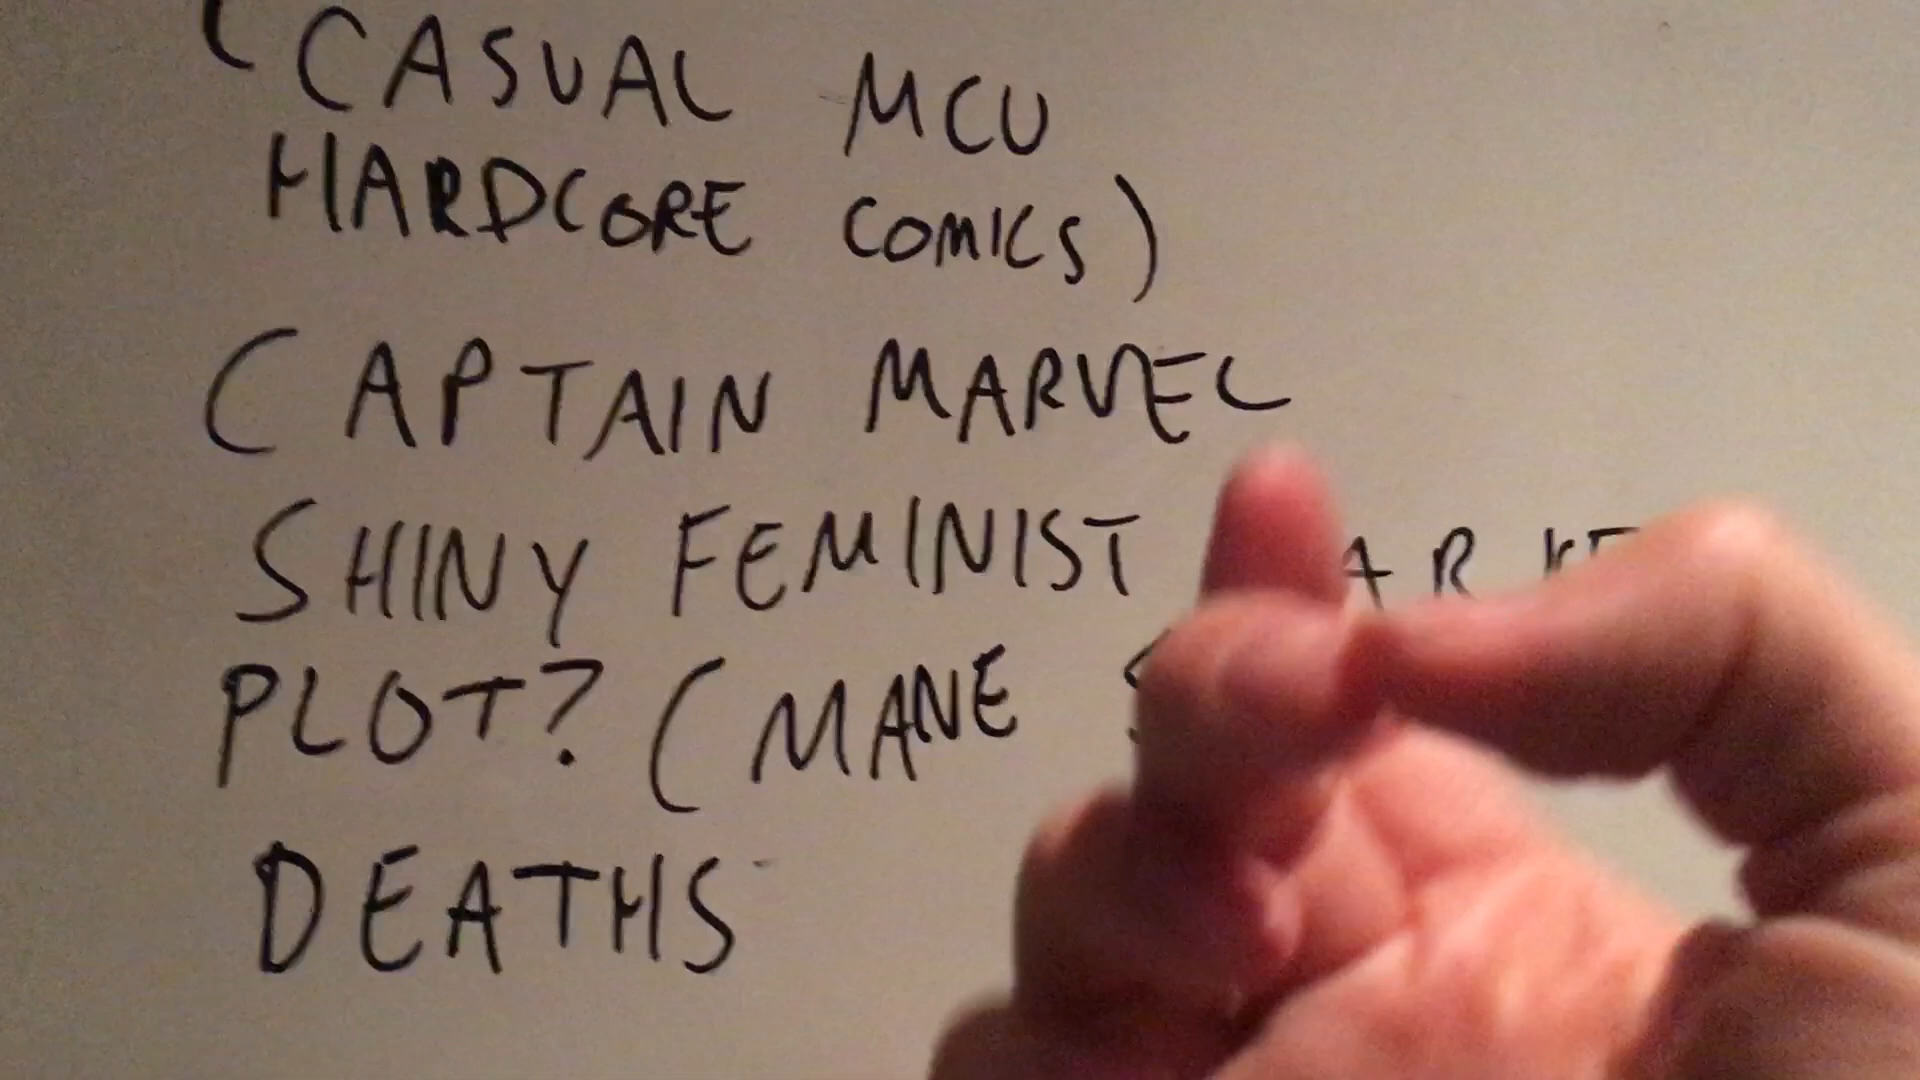 (CASUAL MCU
HARDCORE COMICS)
CAPTAIN MARVEL
SHINY FEMINIST
PLOT? (MANE
DEATHS